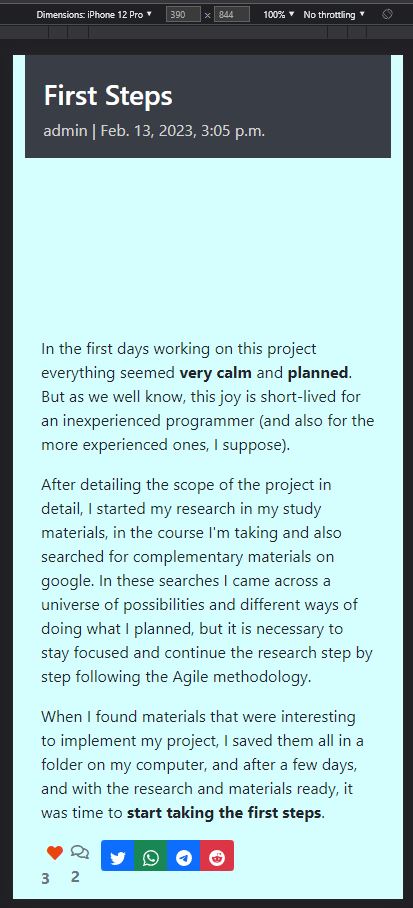 Dimensions: iPhone 12 Pro ▼ 390 × 844 100% ▼ No throttling ▼
First Steps
admin | Feb. 13, 2023, 3:05 p.m.
In the first days working on this project
everything seemed very calm and planned.
But as we well know, this joy is short-lived for
an inexperienced programmer (and also for the
more experienced ones, I suppose).
After detailing the scope of the project in
detail, I started my research in my study
materials, in the course I'm taking and also
searched for complementary materials on
google. In these searches I came across a
universe of possibilities and different ways of
doing what I planned, but it is necessary to
stay focused and continue the research step by
step following the Agile methodology.
When I found materials that were interesting
to implement my project, I saved them all in a
folder on my computer, and after a few days,
and with the research and materials ready, it
was time to start taking the first steps.
3 2